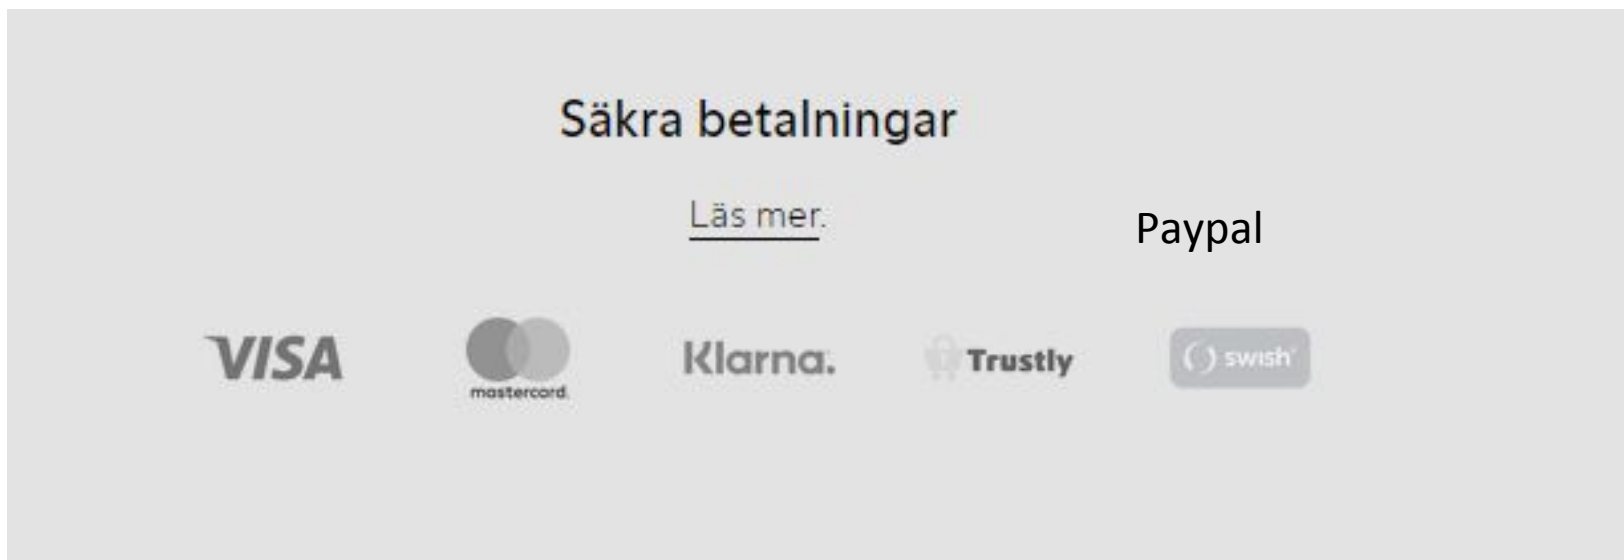 Säkra betalningar
Läs mer.
Paypal
VISA
mastercard.
Klarna.
Trustly
swish